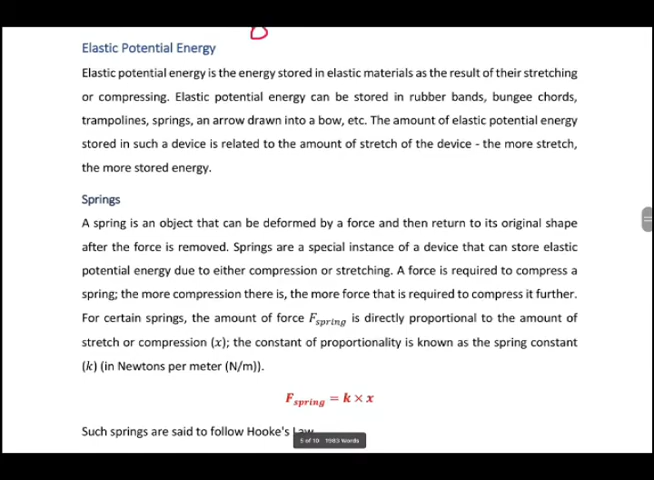 Elastic Potential Energy
Elastic potential energy is the energy stored in elastic materials as the result of their stretching
or compressing. Elastic potential energy can be stored in rubber bands, bungee chords,
trampolines, springs, an arrow drawn into a bow, etc. The amount of elastic potential energy
stored in such a device is related to the amount of stretch of the device - the more stretch,
the more stored energy.
Springs
A spring is an object that can be deformed by a force and then return to its original shape
after the force is removed. Springs are a special instance of a device that can store elastic
potential energy due to either compression or stretching. A force is required to compress a
spring; the more compression there is, the more force that is required to compress it further.
For certain springs, the amount of force F_spring is directly proportional to the amount of
stretch or compression (x); the constant of proportionality is known as the spring constant
(k) (in Newtons per meter (N/m)).
F_spring = k × x
Such springs are said to follow Hooke's Law
5 of 10 1983 Words